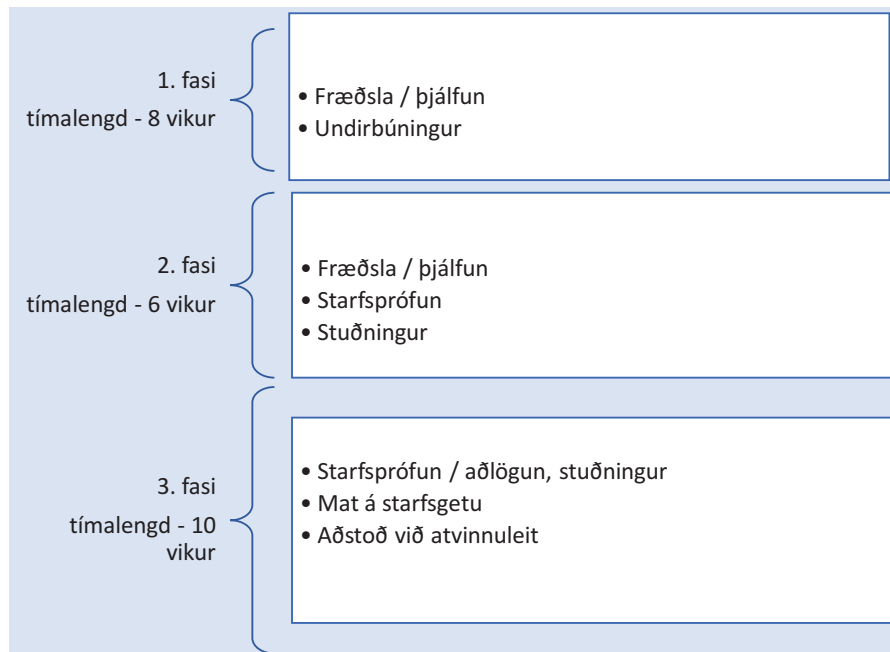 1. fasi
tímalengd - 8 vikur
• Fræðsla / þjálfun
• Undirbúningur
2. fasi
tímalengd - 6 vikur
• Fræðsla / þjálfun
• Starfsprófun
• Stuðningur
3. fasi
tímalengd - 10
vikur
• Starfsprófun / aðlögun, stuðningur
• Mat á starfsgetu
• Aðstoð við atvinnuleit